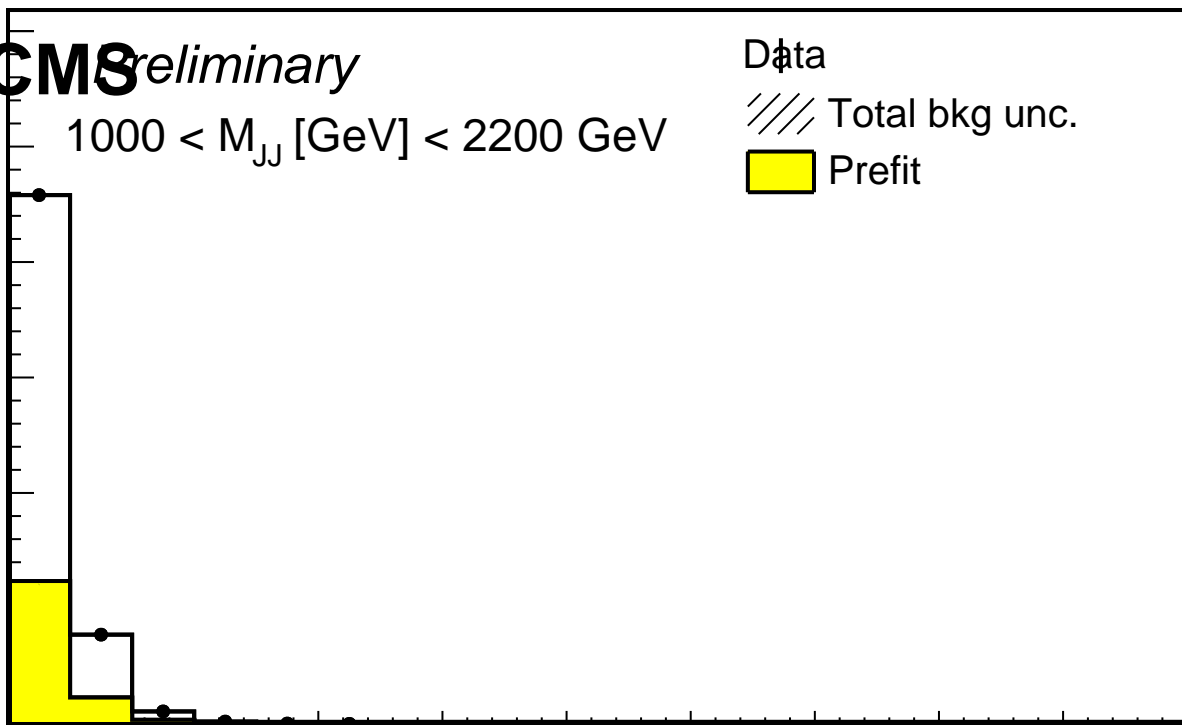 CMS Preliminary
1000 < M_JJ [GeV] < 2200 GeV
Data
Total bkg unc.
Prefit